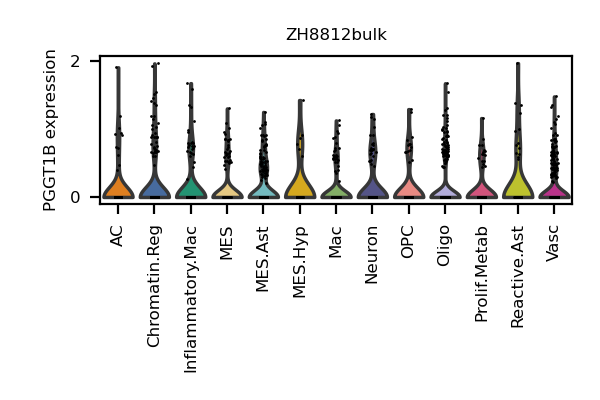 ZH8812bulk
PGGT1B expression
2
0
AC
Chromatin.Reg
Inflammatory.Mac
MES
MES.Ast
MES.Hyp
Mac
Neuron
OPC
Oligo
Prolif.Metab
Reactive.Ast
Vasc